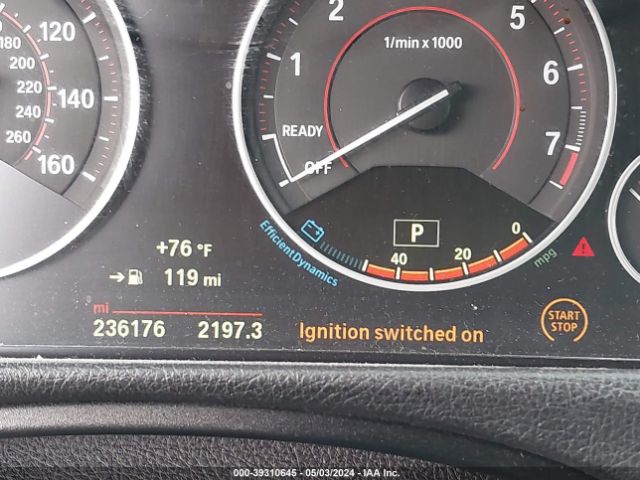 120
180
200
220
140
240
260
160
1
2
5
6
7
1/min x 1000
READY
OFF
EfficientDynamics
P
40
20
0
mpg
+76 °F
119 mi
mi
236176 2197.3
Ignition switched on
START
STOP
000-39310645 - 05/03/2024 - IAA Inc.